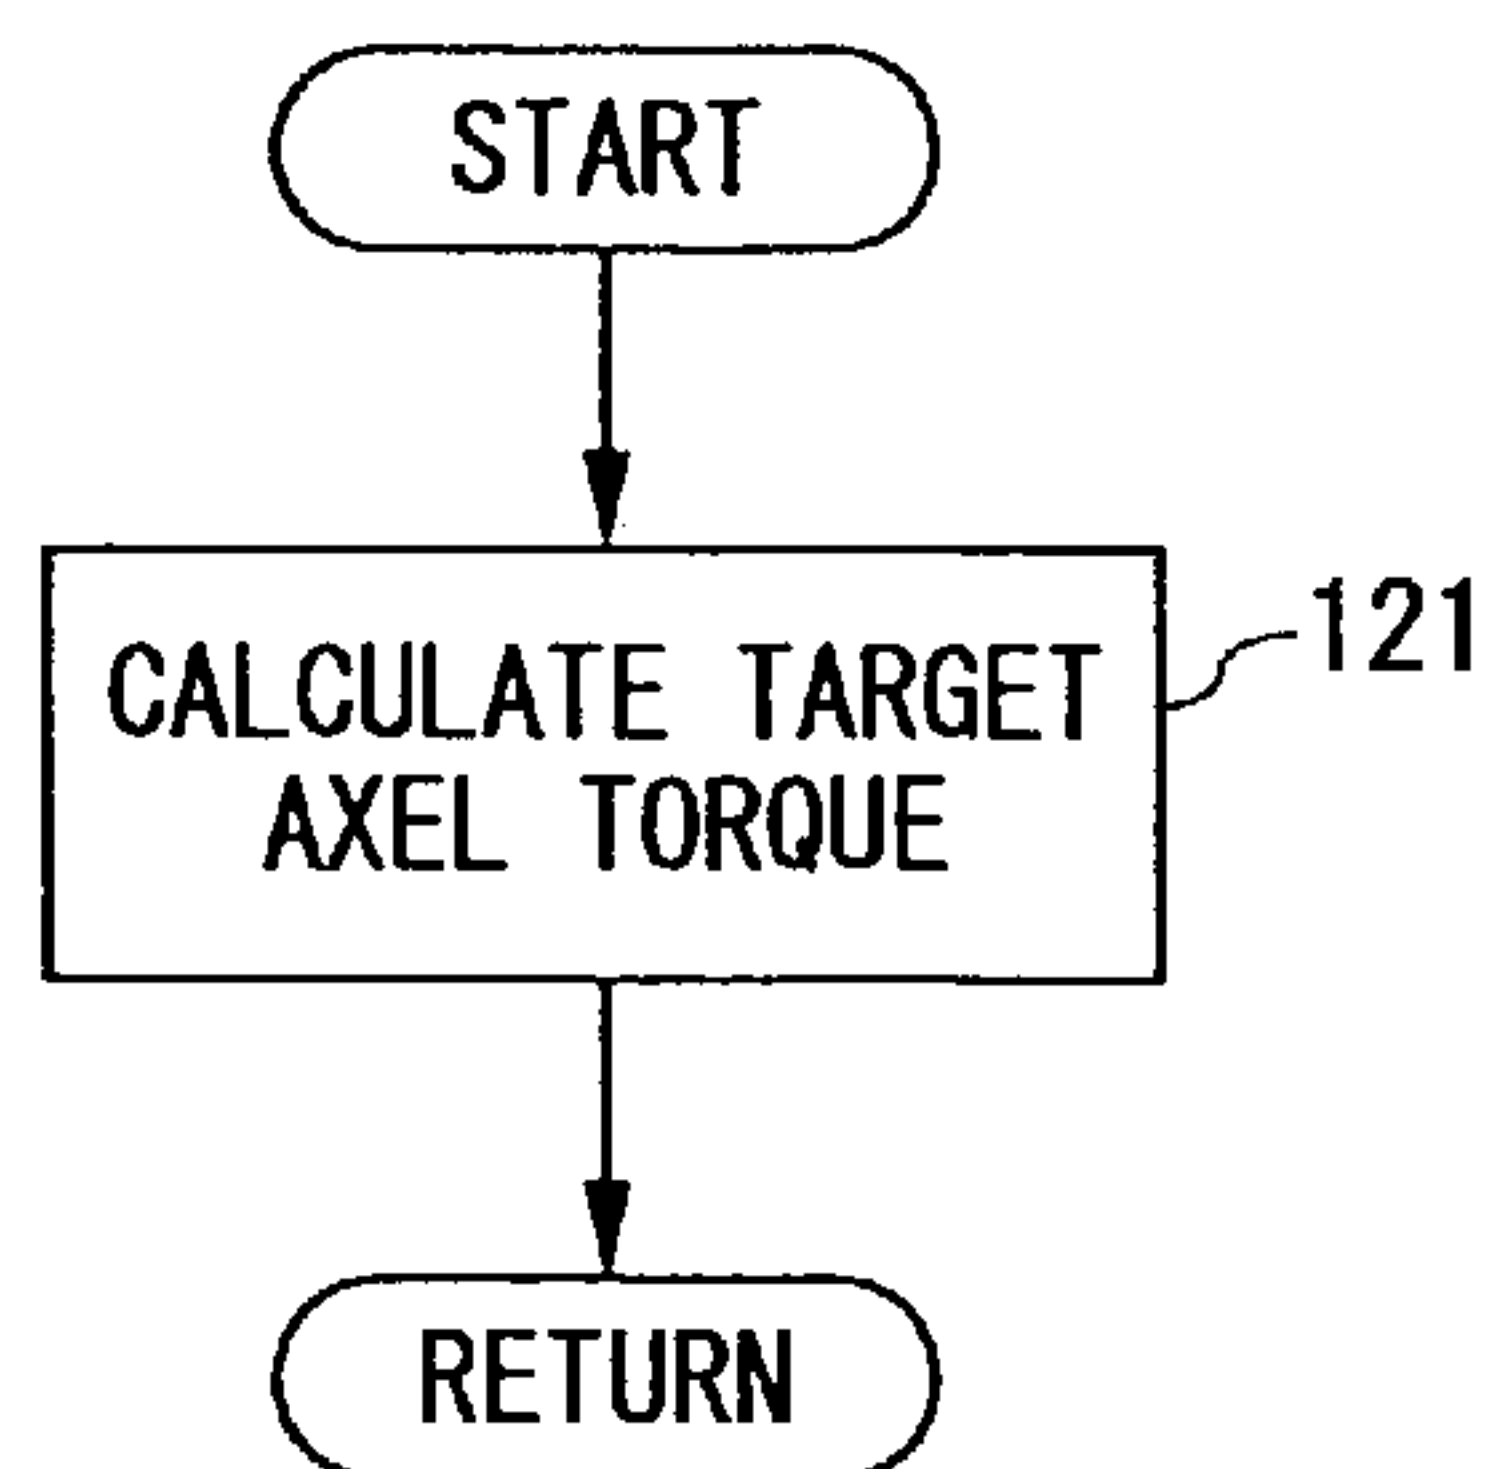 START
CALCULATE TARGET
AXEL TORQUE
121
RETURN